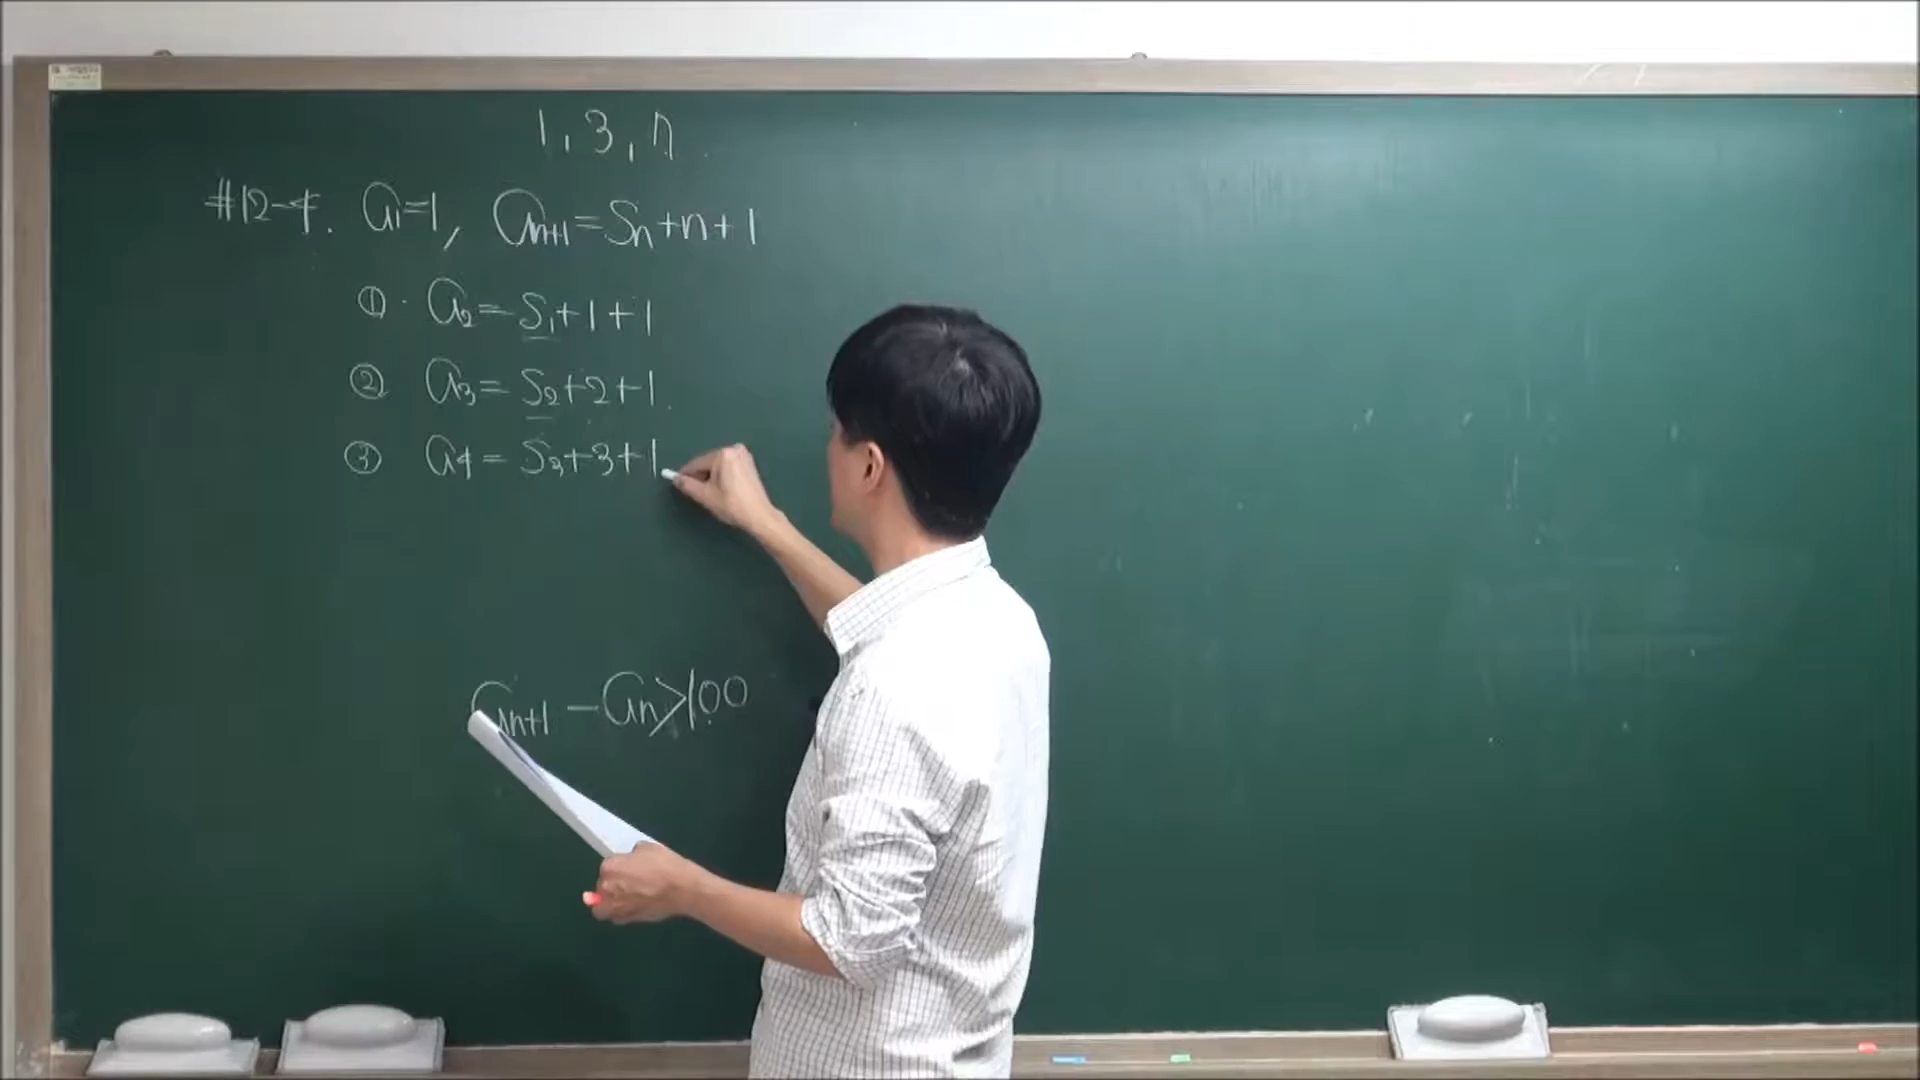 1, 3, 7.
#12-4. a₁=1, aₙ₊₁=Sₙ+n+1
① a₂=S₁+1+1
② a₃=S₂+2+1
③ a₄=S₃+3+1
aₙ₊₁-aₙ>100